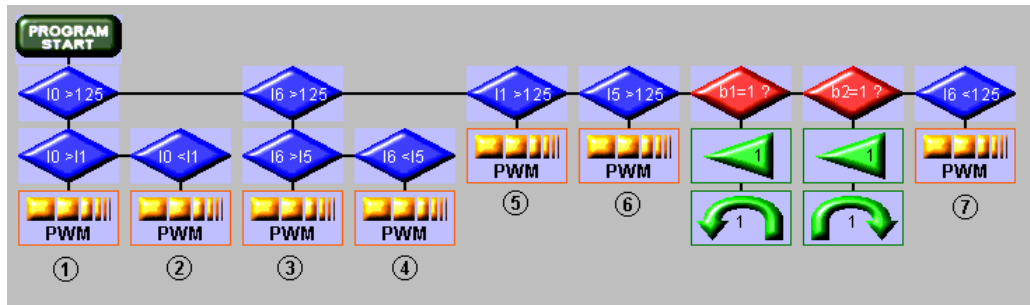 PROGRAM
START
I0 >125
I6 >125
I1 >125
I5 >125
b1=1 ?
b2=1 ?
I6 <125
I0 >I1
I0 <I1
I6 >I5
I6 <I5
PWM
PWM
1
1
PWM
PWM
PWM
PWM
PWM
1
1
5
6
7
1
2
3
4